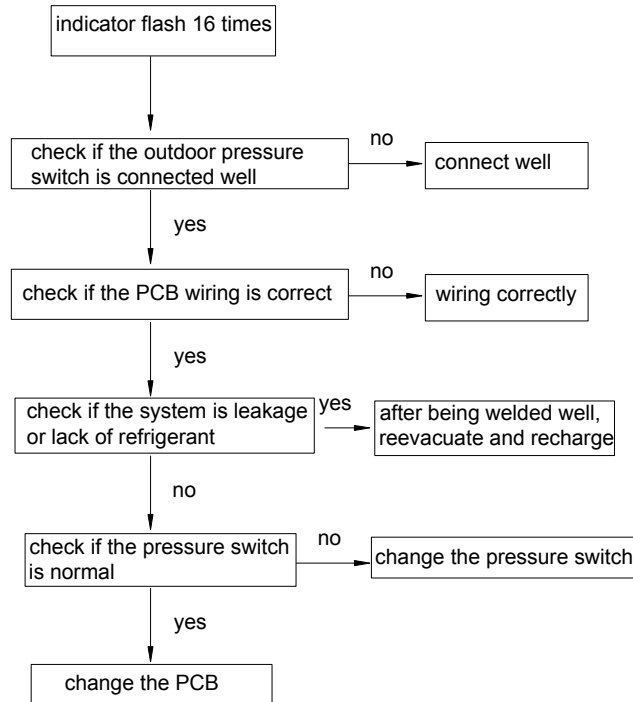 indicator flash 16 times
check if the outdoor pressure
switch is connected well
no
connect well
yes
check if the PCB wiring is correct
no
wiring correctly
yes
check if the system is leakage
or lack of refrigerant
yes
after being welded well,
reevacuate and recharge
no
check if the pressure switch
is normal
no
change the pressure switch
yes
change the PCB